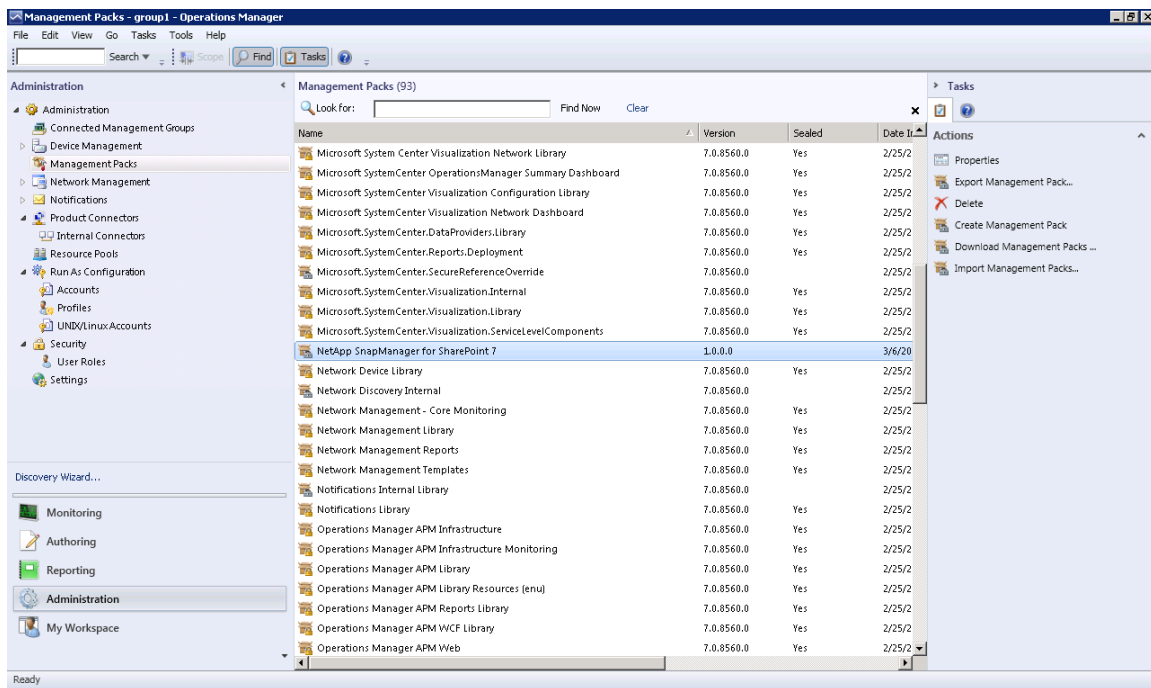 Management Packs - group1 - Operations Manager
File Edit View Go Tasks Tools Help
Search Scope Find Tasks
Administration
Administration
Connected Management Groups
Device Management
Management Packs
Network Management
Notifications
Product Connectors
Internal Connectors
Resource Pools
Run As Configuration
Accounts
Profiles
UNIX/Linux Accounts
Security
User Roles
Settings
Discovery Wizard...
Monitoring
Authoring
Reporting
Administration
My Workspace
Management Packs (93)
Look for: Find Now Clear
Name Version Sealed Date I
Microsoft System Center Visualization Network Library 7.0.8560.0 Yes 2/25/2
Microsoft SystemCenter OperationsManager Summary Dashboard 7.0.8560.0 Yes 2/25/2
Microsoft SystemCenter Visualization Configuration Library 7.0.8560.0 Yes 2/25/2
Microsoft SystemCenter Visualization Network Dashboard 7.0.8560.0 Yes 2/25/2
Microsoft.SystemCenter.DataProviders.Library 7.0.8560.0 Yes 2/25/2
Microsoft.SystemCenter.Reports.Deployment 7.0.8560.0 Yes 2/25/2
Microsoft.SystemCenter.SecureReferenceOverride 7.0.8560.0 2/25/2
Microsoft.SystemCenter.Visualization.Internal 7.0.8560.0 Yes 2/25/2
Microsoft.SystemCenter.Visualization.Library 7.0.8560.0 Yes 2/25/2
Microsoft.SystemCenter.Visualization.ServiceLevelComponents 7.0.8560.0 Yes 2/25/2
NetApp SnapManager for SharePoint 7 1.0.0.0 3/6/20
Network Device Library 7.0.8560.0 Yes 2/25/2
Network Discovery Internal 7.0.8560.0 2/25/2
Network Management - Core Monitoring 7.0.8560.0 Yes 2/25/2
Network Management Library 7.0.8560.0 Yes 2/25/2
Network Management Reports 7.0.8560.0 Yes 2/25/2
Network Management Templates 7.0.8560.0 Yes 2/25/2
Notifications Internal Library 7.0.8560.0 2/25/2
Notifications Library 7.0.8560.0 Yes 2/25/2
Operations Manager APM Infrastructure 7.0.8560.0 Yes 2/25/2
Operations Manager APM Infrastructure Monitoring 7.0.8560.0 Yes 2/25/2
Operations Manager APM Library 7.0.8560.0 Yes 2/25/2
Operations Manager APM Library Resources (enu) 7.0.8560.0 Yes 2/25/2
Operations Manager APM Reports Library 7.0.8560.0 Yes 2/25/2
Operations Manager APM WCF Library 7.0.8560.0 Yes 2/25/2
Operations Manager APM Web 7.0.8560.0 Yes 2/25/2
Tasks
Actions
Properties
Export Management Pack...
Delete
Create Management Pack
Download Management Packs ...
Import Management Packs...
Ready